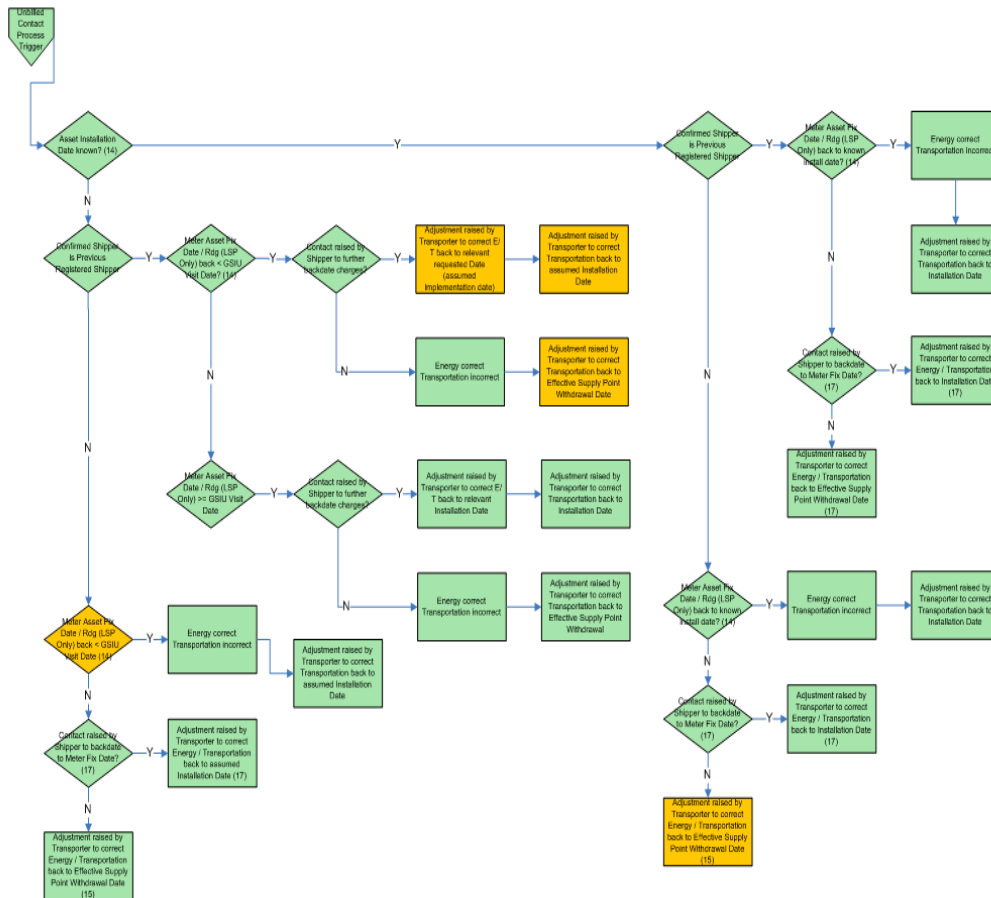 Unbilled
Contact
Process
Trigger
Asset Installation
Date known? (14)
Y
Confirmed Shipper
is Previous
Registered Shipper
Y
Meter Asset Fix
Date / Rdg (LSP
Only) back to known
Install date? (14)
Y
Energy correct
Transportation Incorrect
N
Confirmed Shipper
Is Previous
Registered Shipper
Y
Meter Asset Fix
Date / Rdg (LSP
Only) back < GSIU
Visit Date? (14)
Y
Contact raised by
Shipper to further
backdate charges?
Y
Adjustment raised by
Transporter to correct E/
T back to relevant
requested Date
(assumed
Implementation date)
Adjustment raised by
Transporter to correct
Transportation back to
assumed Installation
Date
N
Adjustment raised by
Transporter to correct
Transportation back to
Installation Date
N
Energy correct
Transportation incorrect
Adjustment raised by
Transporter to correct
Transportation back to
Effective Supply Point
Withdrawal Date
Contact raised by
Shipper to backdate
to Meter Fix Date?
(17)
Y
Adjustment raised by
Transporter to correct
Energy / Transportation
back to Installation Date
(17)
N
N
N
N
Adjustment raised by
Transporter to correct
Energy / Transportation
back to Effective Supply
Point Withdrawal Date
(17)
Meter Asset Fix
Date / Rdg (LSP
Only) >= GSIU Visit
Date
Y
Contact raised by
Shipper to further
backdate charges?
Y
Adjustment raised by
Transporter to correct E/
T back to relevant
Installation Date
Adjustment raised by
Transporter to correct
Transportation back to
Installation Date
N
Energy correct
Transportation incorrect
Adjustment raised by
Transporter to correct
Transportation back to
Effective Supply Point
Withdrawal
Meter Asset Fix
Date / Rdg (LSP
Only) back to known
Install date? (14)
Y
Energy correct
Transportation incorrect
Adjustment raised by
Transporter to correct
Transportation back to
Installation Date
Meter Asset Fix
Date / Rdg (LSP
Only) back < GSIU
Visit Date (14)
Y
Energy correct
Transportation incorrect
Adjustment raised by
Transporter to correct
Transportation back to
assumed Installation
Date
N
N
Contact raised by
Shipper to backdate
to Meter Fix Date?
(17)
Y
Adjustment raised by
Transporter to correct
Energy / Transportation
back to Installation Date
(17)
Contact raised by
Shipper to backdate
to Meter Fix Date?
(17)
Y
Adjustment raised by
Transporter to correct
Energy / Transportation
back to assumed
Installation Date (17)
N
N
Adjustment raised by
Transporter to correct
Energy / Transportation
back to Effective Supply
Point Withdrawal Date
(15)
Adjustment raised by
Transporter to correct
Energy / Transportation
back to Effective Supply
Point Withdrawal Date
(15)